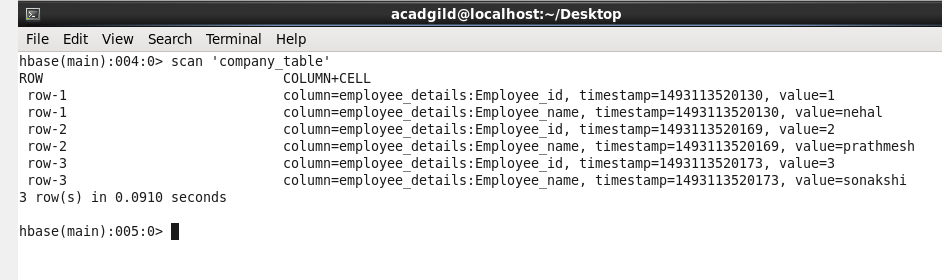 acadgild@localhost:~/Desktop
File Edit View Search Terminal Help
hbase(main):004:0> scan 'company_table'
ROW COLUMN+CELL
row-1 column=employee_details:Employee_id, timestamp=1493113520130, value=1
row-1 column=employee_details:Employee_name, timestamp=1493113520130, value=nehal
row-2 column=employee_details:Employee_id, timestamp=1493113520169, value=2
row-2 column=employee_details:Employee_name, timestamp=1493113520169, value=prathmesh
row-3 column=employee_details:Employee_id, timestamp=1493113520173, value=3
row-3 column=employee_details:Employee_name, timestamp=1493113520173, value=sonakshi
3 row(s) in 0.0910 seconds
hbase(main):005:0>